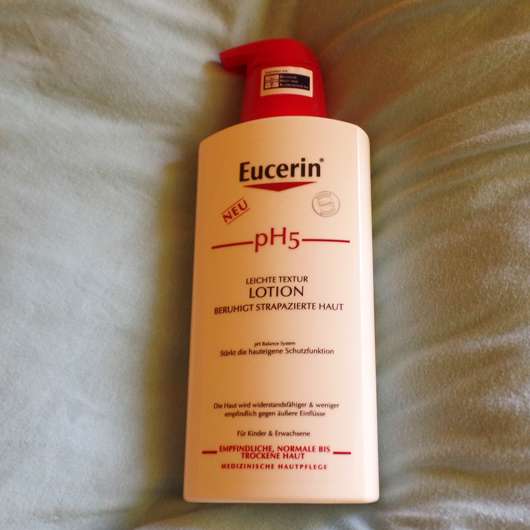 Eucerin®
NEU
pH5
LEICHTE TEXTUR
LOTION
BERUHIGT STRAPAZIERTE HAUT
pH Balance System
Stärkt die hauteigene Schutzfunktion
Die Haut wird widerstandsfähiger & weniger
empfindlich gegen äußere Einflüsse
Für Kinder & Erwachsene
EMPFINDLICHE, NORMALE BIS
TROCKENE HAUT
MEDIZINISCHE HAUTPFLEGE